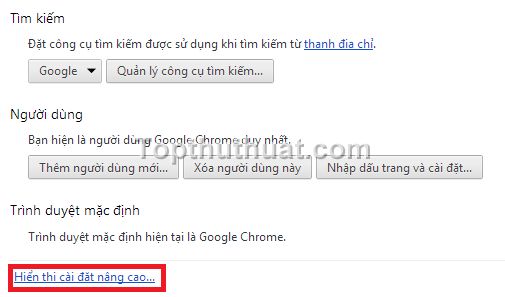 Tìm kiếm
Đặt công cụ tìm kiếm được sử dụng khi tìm kiếm từ thanh địa chỉ.
Google
Quản lý công cụ tìm kiếm...
Người dùng
Bạn hiện là người dùng Google Chrome duy nhất.
Topthuthuat.com
Thêm người dùng mới...
Xóa người dùng này
Nhập dấu trang và cài đặt...
Trình duyệt mặc định
Trình duyệt mặc định hiện tại là Google Chrome.
Hiển thị cài đặt nâng cao...